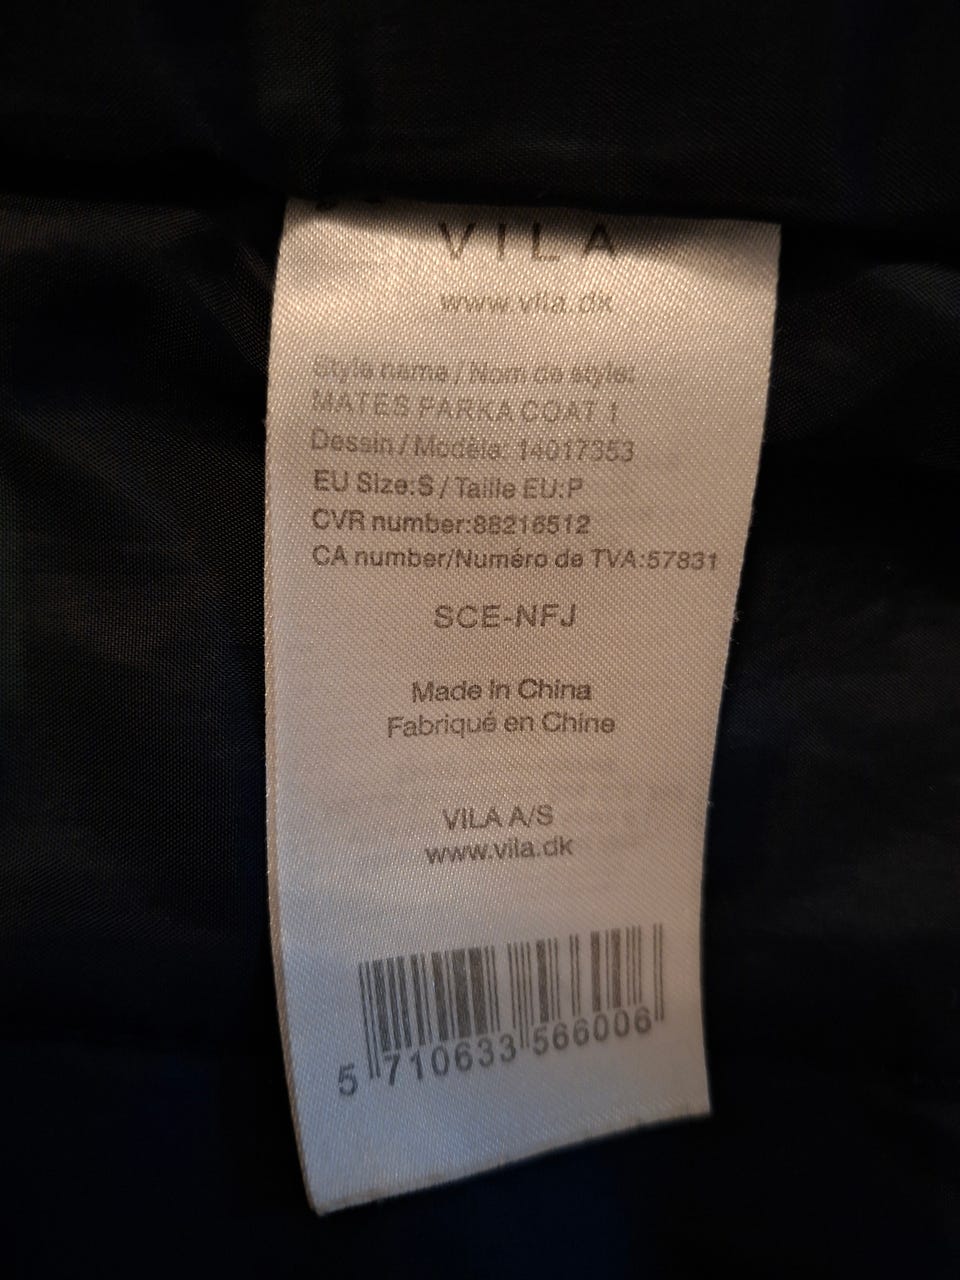 VILA
www.vila.dk
Style name / Nom de style:
MATES PARKA COAT 1
Dessin / Modèle: 14017353
EU Size:S / Taille EU:P
CVR number:88216512
CA number/Numéro de TVA:57831
SCE-NFJ
Made in China
Fabriqué en Chine
VILA A/S
www.vila.dk
5 710633 566006